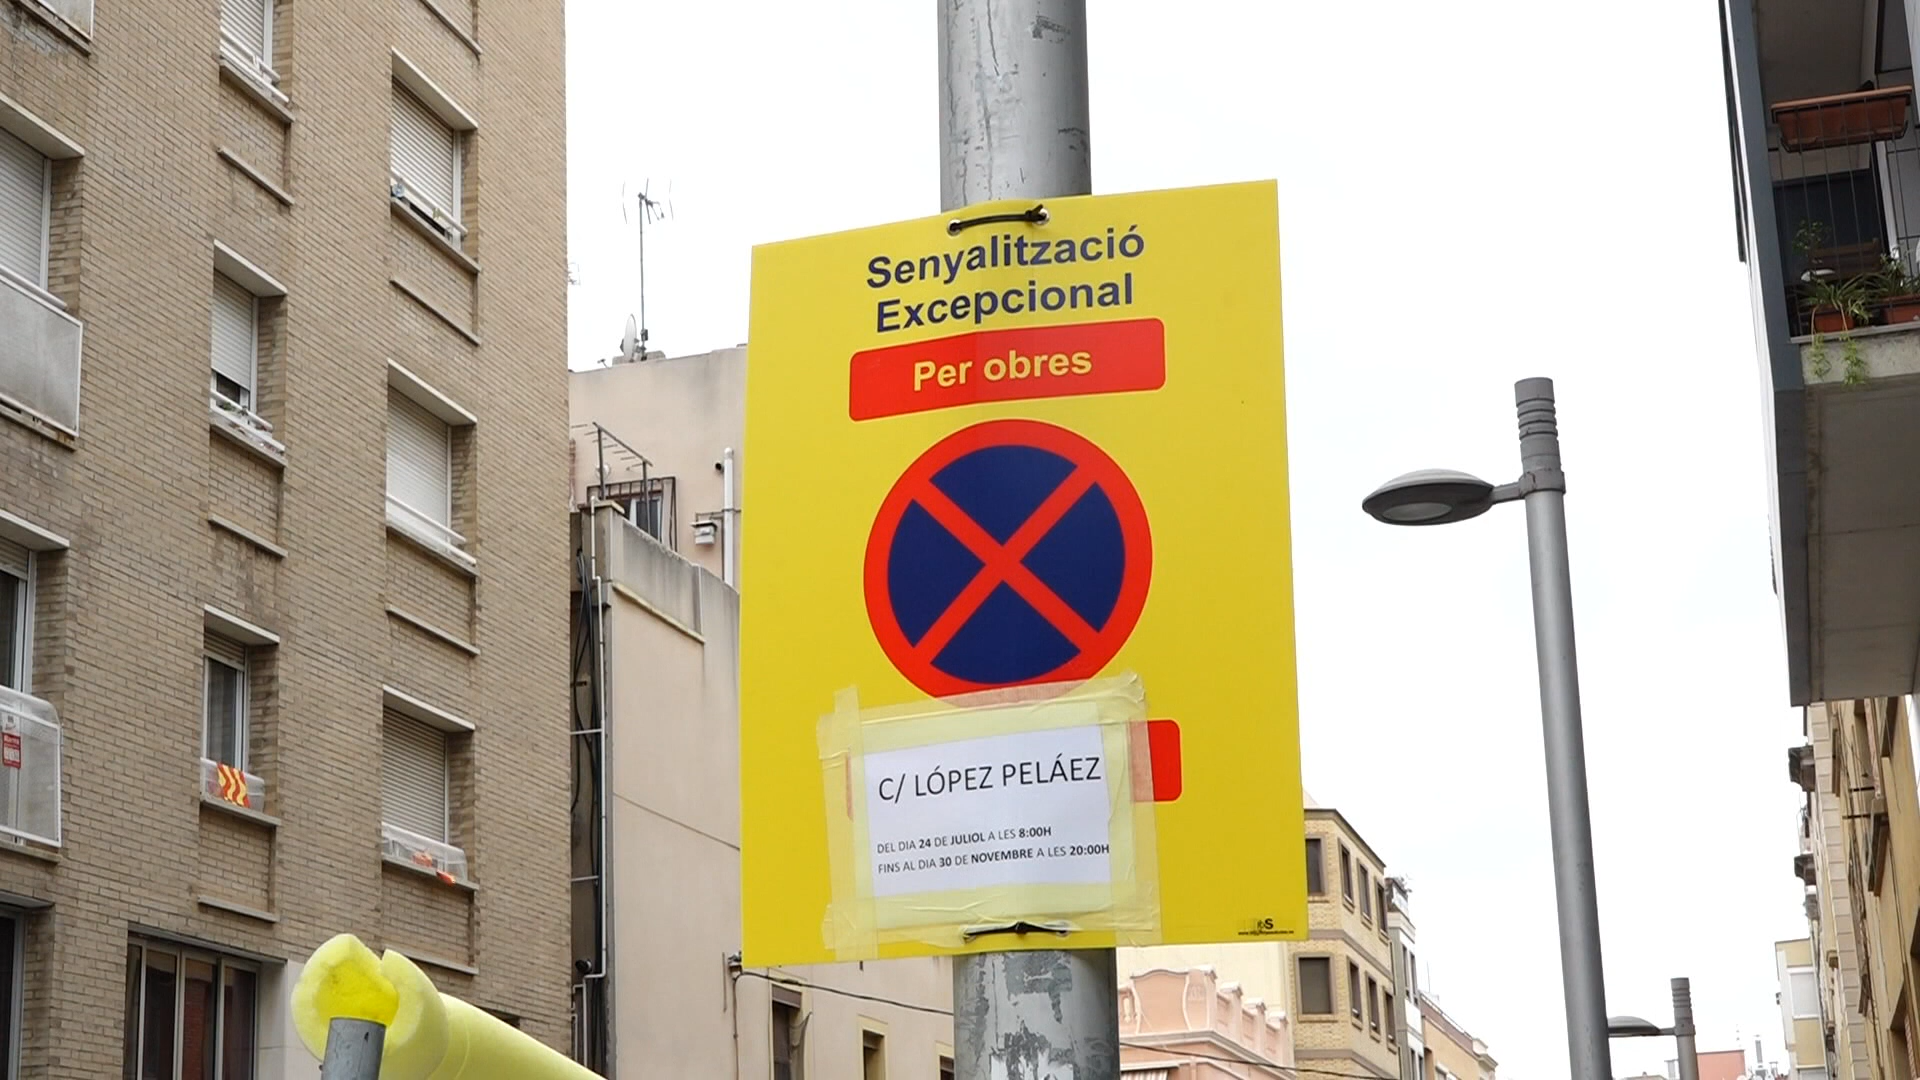 Senyalització
Excepcional
Per obres
C/ LÓPEZ PELÁEZ
DEL DIA 24 DE JULIOL A LES 8:00H
FINS AL DIA 30 DE NOVEMBRE A LES 20:00H